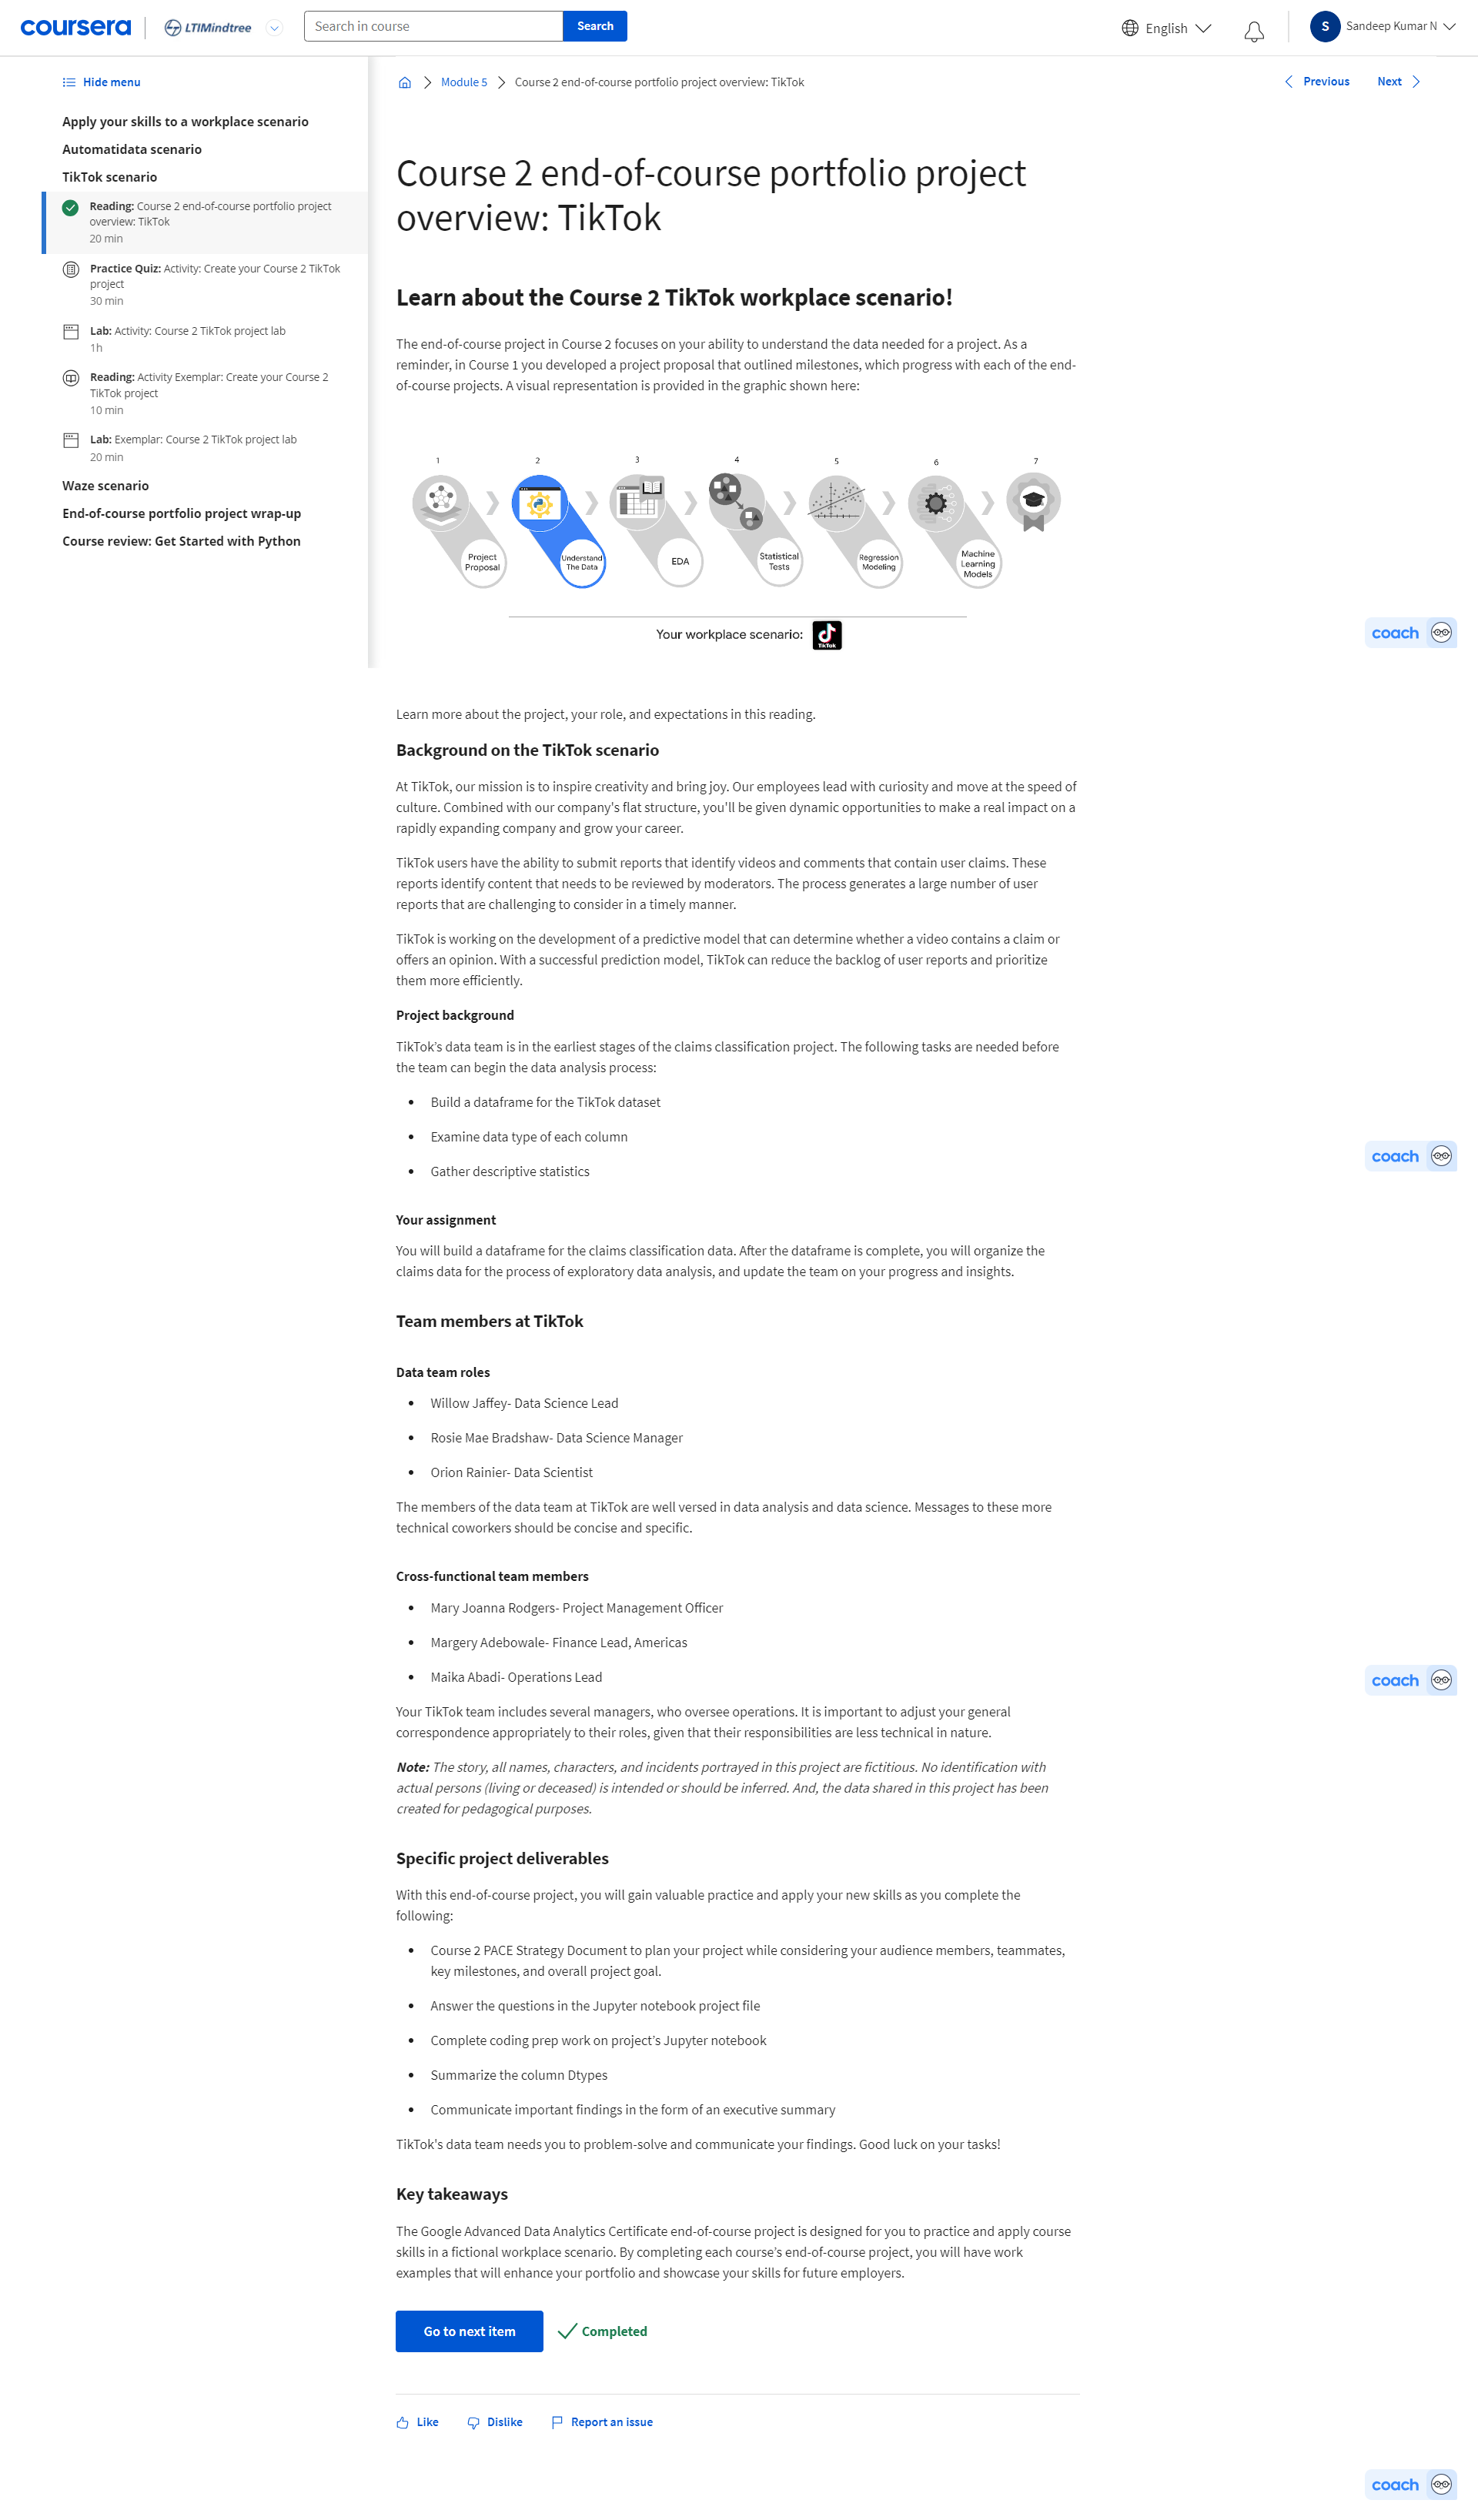 coursera
LTIMindtree
Search in course
Search
English
S
Sandeep Kumar N
Hide menu
Apply your skills to a workplace scenario
Automatidata scenario
TikTok scenario
Reading: Course 2 end-of-course portfolio project
overview: TikTok
20 min
Practice Quiz: Activity: Create your Course 2 TikTok
project
30 min
Lab: Activity: Course 2 TikTok project lab
1h
Reading: Activity Exemplar: Create your Course 2
TikTok project
10 min
Lab: Exemplar: Course 2 TikTok project lab
20 min
Waze scenario
End-of-course portfolio project wrap-up
Course review: Get Started with Python
Module 5
Course 2 end-of-course portfolio project overview: TikTok
Previous
Next
Course 2 end-of-course portfolio project
overview: TikTok
Learn about the Course 2 TikTok workplace scenario!
The end-of-course project in Course 2 focuses on your ability to understand the data needed for a project. As a
reminder, in Course 1 you developed a project proposal that outlined milestones, which progress with each of the end-
of-course projects. A visual representation is provided in the graphic shown here:
1
2
3
4
5
6
7
Project
Proposal
Understand
The Data
EDA
Statistical
Tests
Regression
Modeling
Machine
Learning
Models
Your workplace scenario:
TikTok
coach
Learn more about the project, your role, and expectations in this reading.
Background on the TikTok scenario
At TikTok, our mission is to inspire creativity and bring joy. Our employees lead with curiosity and move at the speed of
culture. Combined with our company's flat structure, you'll be given dynamic opportunities to make a real impact on a
rapidly expanding company and grow your career.
TikTok users have the ability to submit reports that identify videos and comments that contain user claims. These
reports identify content that needs to be reviewed by moderators. The process generates a large number of user
reports that are challenging to consider in a timely manner.
TikTok is working on the development of a predictive model that can determine whether a video contains a claim or
offers an opinion. With a successful prediction model, TikTok can reduce the backlog of user reports and prioritize
them more efficiently.
Project background
TikTok’s data team is in the earliest stages of the claims classification project. The following tasks are needed before
the team can begin the data analysis process:
Build a dataframe for the TikTok dataset
Examine data type of each column
coach
Gather descriptive statistics
Your assignment
You will build a dataframe for the claims classification data. After the dataframe is complete, you will organize the
claims data for the process of exploratory data analysis, and update the team on your progress and insights.
Team members at TikTok
Data team roles
Willow Jaffey- Data Science Lead
Rosie Mae Bradshaw- Data Science Manager
Orion Rainier- Data Scientist
The members of the data team at TikTok are well versed in data analysis and data science. Messages to these more
technical coworkers should be concise and specific.
Cross-functional team members
Mary Joanna Rodgers- Project Management Officer
Margery Adebowale- Finance Lead, Americas
Maika Abadi- Operations Lead
coach
Your TikTok team includes several managers, who oversee operations. It is important to adjust your general
correspondence appropriately to their roles, given that their responsibilities are less technical in nature.
Note: The story, all names, characters, and incidents portrayed in this project are fictitious. No identification with
actual persons (living or deceased) is intended or should be inferred. And, the data shared in this project has been
created for pedagogical purposes.
Specific project deliverables
With this end-of-course project, you will gain valuable practice and apply your new skills as you complete the
following:
Course 2 PACE Strategy Document to plan your project while considering your audience members, teammates,
key milestones, and overall project goal.
Answer the questions in the Jupyter notebook project file
Complete coding prep work on project’s Jupyter notebook
Summarize the column Dtypes
Communicate important findings in the form of an executive summary
TikTok's data team needs you to problem-solve and communicate your findings. Good luck on your tasks!
Key takeaways
The Google Advanced Data Analytics Certificate end-of-course project is designed for you to practice and apply course
skills in a fictional workplace scenario. By completing each course’s end-of-course project, you will have work
examples that will enhance your portfolio and showcase your skills for future employers.
Go to next item
Completed
Like
Dislike
Report an issue
coach